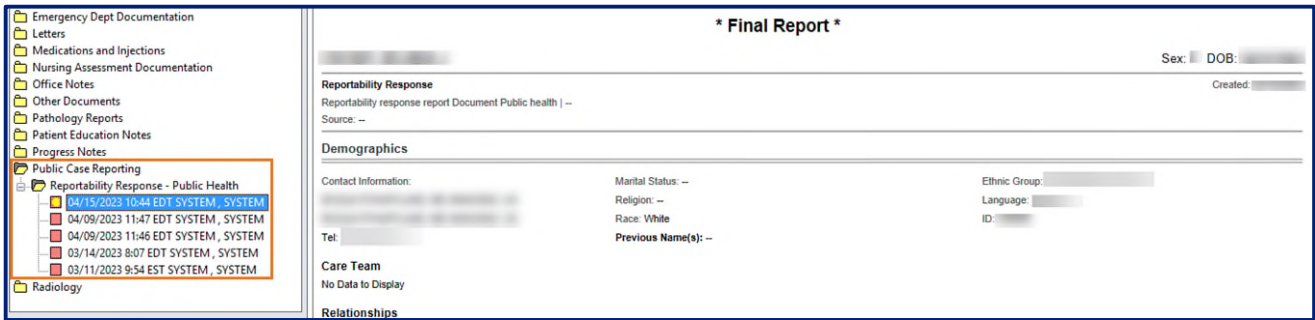 Emergency Dept Documentation
Letters
Medications and Injections
Nursing Assessment Documentation
Office Notes
Other Documents
Pathology Reports
Patient Education Notes
Progress Notes
Public Case Reporting
Reportability Response - Public Health
04/15/2023 10:44 EDT SYSTEM , SYSTEM
04/09/2023 11:47 EDT SYSTEM , SYSTEM
04/09/2023 11:46 EDT SYSTEM , SYSTEM
03/14/2023 8:07 EDT SYSTEM , SYSTEM
03/11/2023 9:54 EST SYSTEM , SYSTEM
Radiology
* Final Report *
Sex: DOB:
Reportability Response
Created:
Reportability response report Document Public health | --
Source: --
Demographics
Contact Information:
Tel:
Marital Status: --
Religion: --
Race: White
Previous Name(s): --
Ethnic Group:
Language:
ID:
Care Team
No Data to Display
Relationships